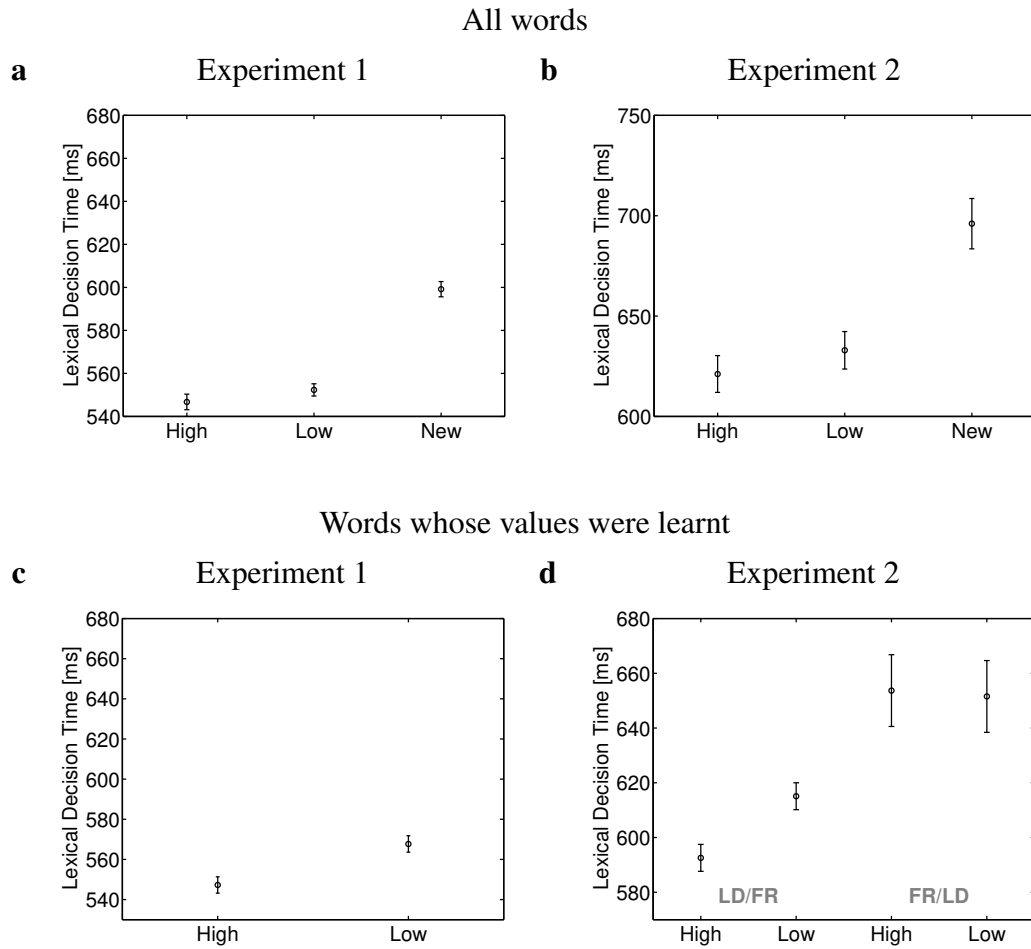 All words
a Experiment 1
b Experiment 2
Lexical Decision Time [ms]
680
660
640
620
600
580
560
540
High Low New
Lexical Decision Time [ms]
750
700
650
600
High Low New
Words whose values were learnt
c Experiment 1
d Experiment 2
Lexical Decision Time [ms]
680
660
640
620
600
580
560
540
High Low
Lexical Decision Time [ms]
680
660
640
620
600
580
LD/FR FR/LD
High Low High Low